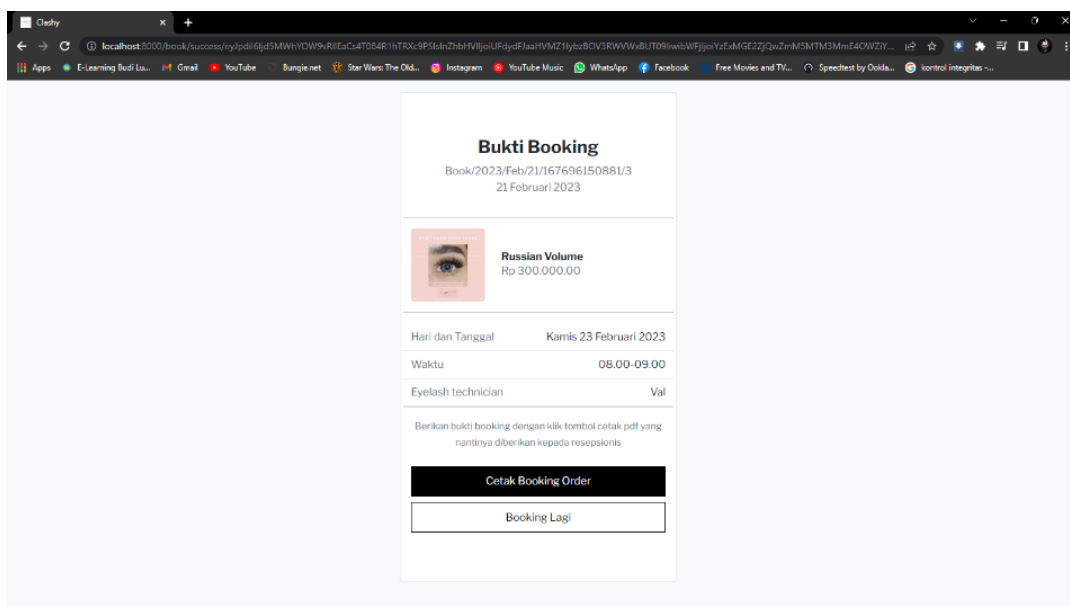 Clashy
localhost:8000/book/success/
Apps
E-Learning Budi Lu...
Gmail
YouTube
Bungie.net
Star Wars: The Old...
Instagram
YouTube Music
WhatsApp
Facebook
Free Movies and TV...
Speedtest by Ookla...
kontrol integritas -...
Bukti Booking
Book/2023/Feb/21/167696150881/3
21 Februari 2023
Russian Volume
Rp 300.000,00
Hari dan Tanggal Kamis 23 Februari 2023
Waktu 08.00-09.00
Eyelash technician Val
Berikan bukti booking dengan klik tombol cetak pdf yang
nantinya diberikan kepada resepsionis
Cetak Booking Order
Booking Lagi